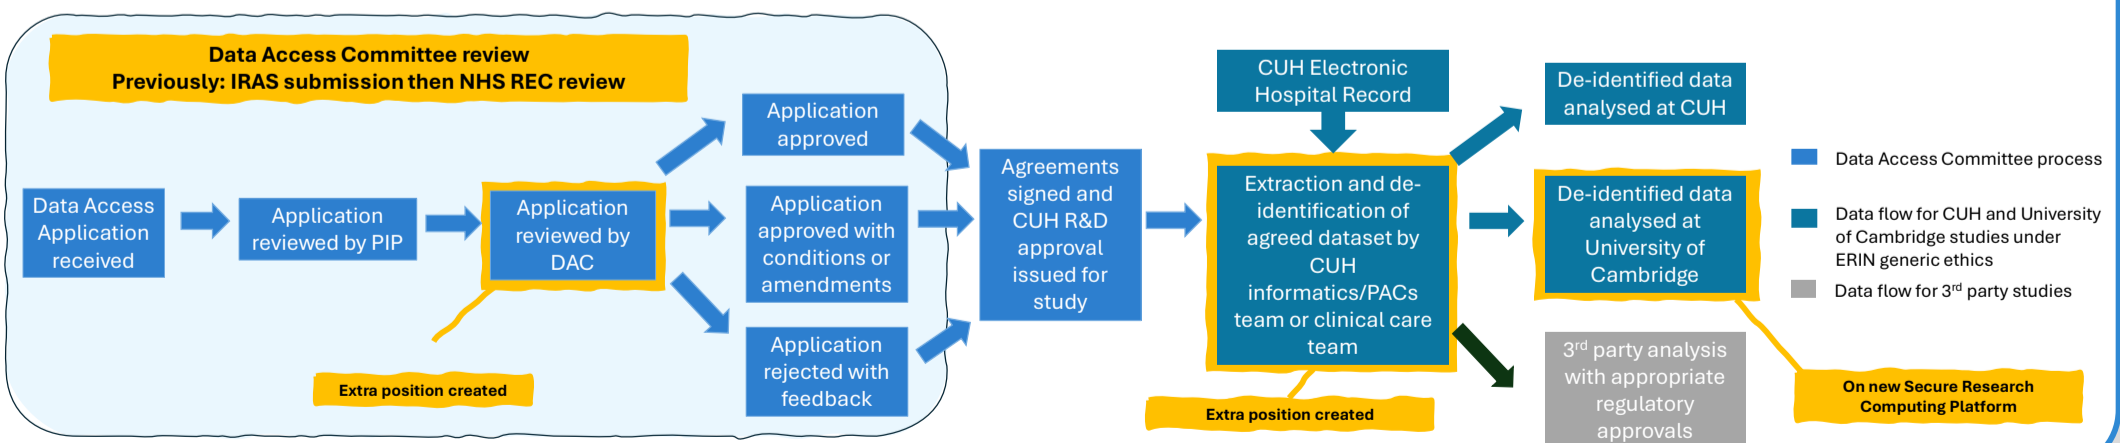 Data Access Committee review
Previously: IRAS submission then NHS REC review
Data Access
Application
received
Application
reviewed by PIP
Application
reviewed by
DAC
Extra position created
Application
approved
Application
approved with
conditions or
amendments
Application
rejected with
feedback
Agreements
signed and
CUH R&D
approval
issued for
study
CUH Electronic
Hospital Record
Extraction and de-
identification of
agreed dataset by
CUH
informatics/PACs
team or clinical care
team
Extra position created
De-identified data
analysed at CUH
De-identified data
analysed at
University of
Cambridge
3rd party analysis
with appropriate
regulatory
approvals
On new Secure Research
Computing Platform
Data Access Committee process
Data flow for CUH and University
of Cambridge studies under
ERIN generic ethics
Data flow for 3rd party studies